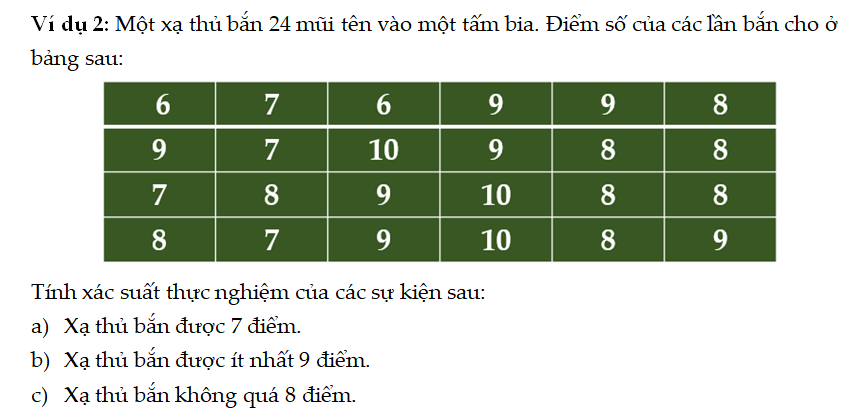 Ví dụ 2: Một xạ thủ bắn 24 mũi tên vào một tấm bia. Điểm số của các lần bắn cho ở
bảng sau:
6 7 6 9 9 8
9 7 10 9 8 8
7 8 9 10 8 8
8 7 9 10 8 9
Tính xác suất thực nghiệm của các sự kiện sau:
a) Xạ thủ bắn được 7 điểm.
b) Xạ thủ bắn được ít nhất 9 điểm.
c) Xạ thủ bắn không quá 8 điểm.